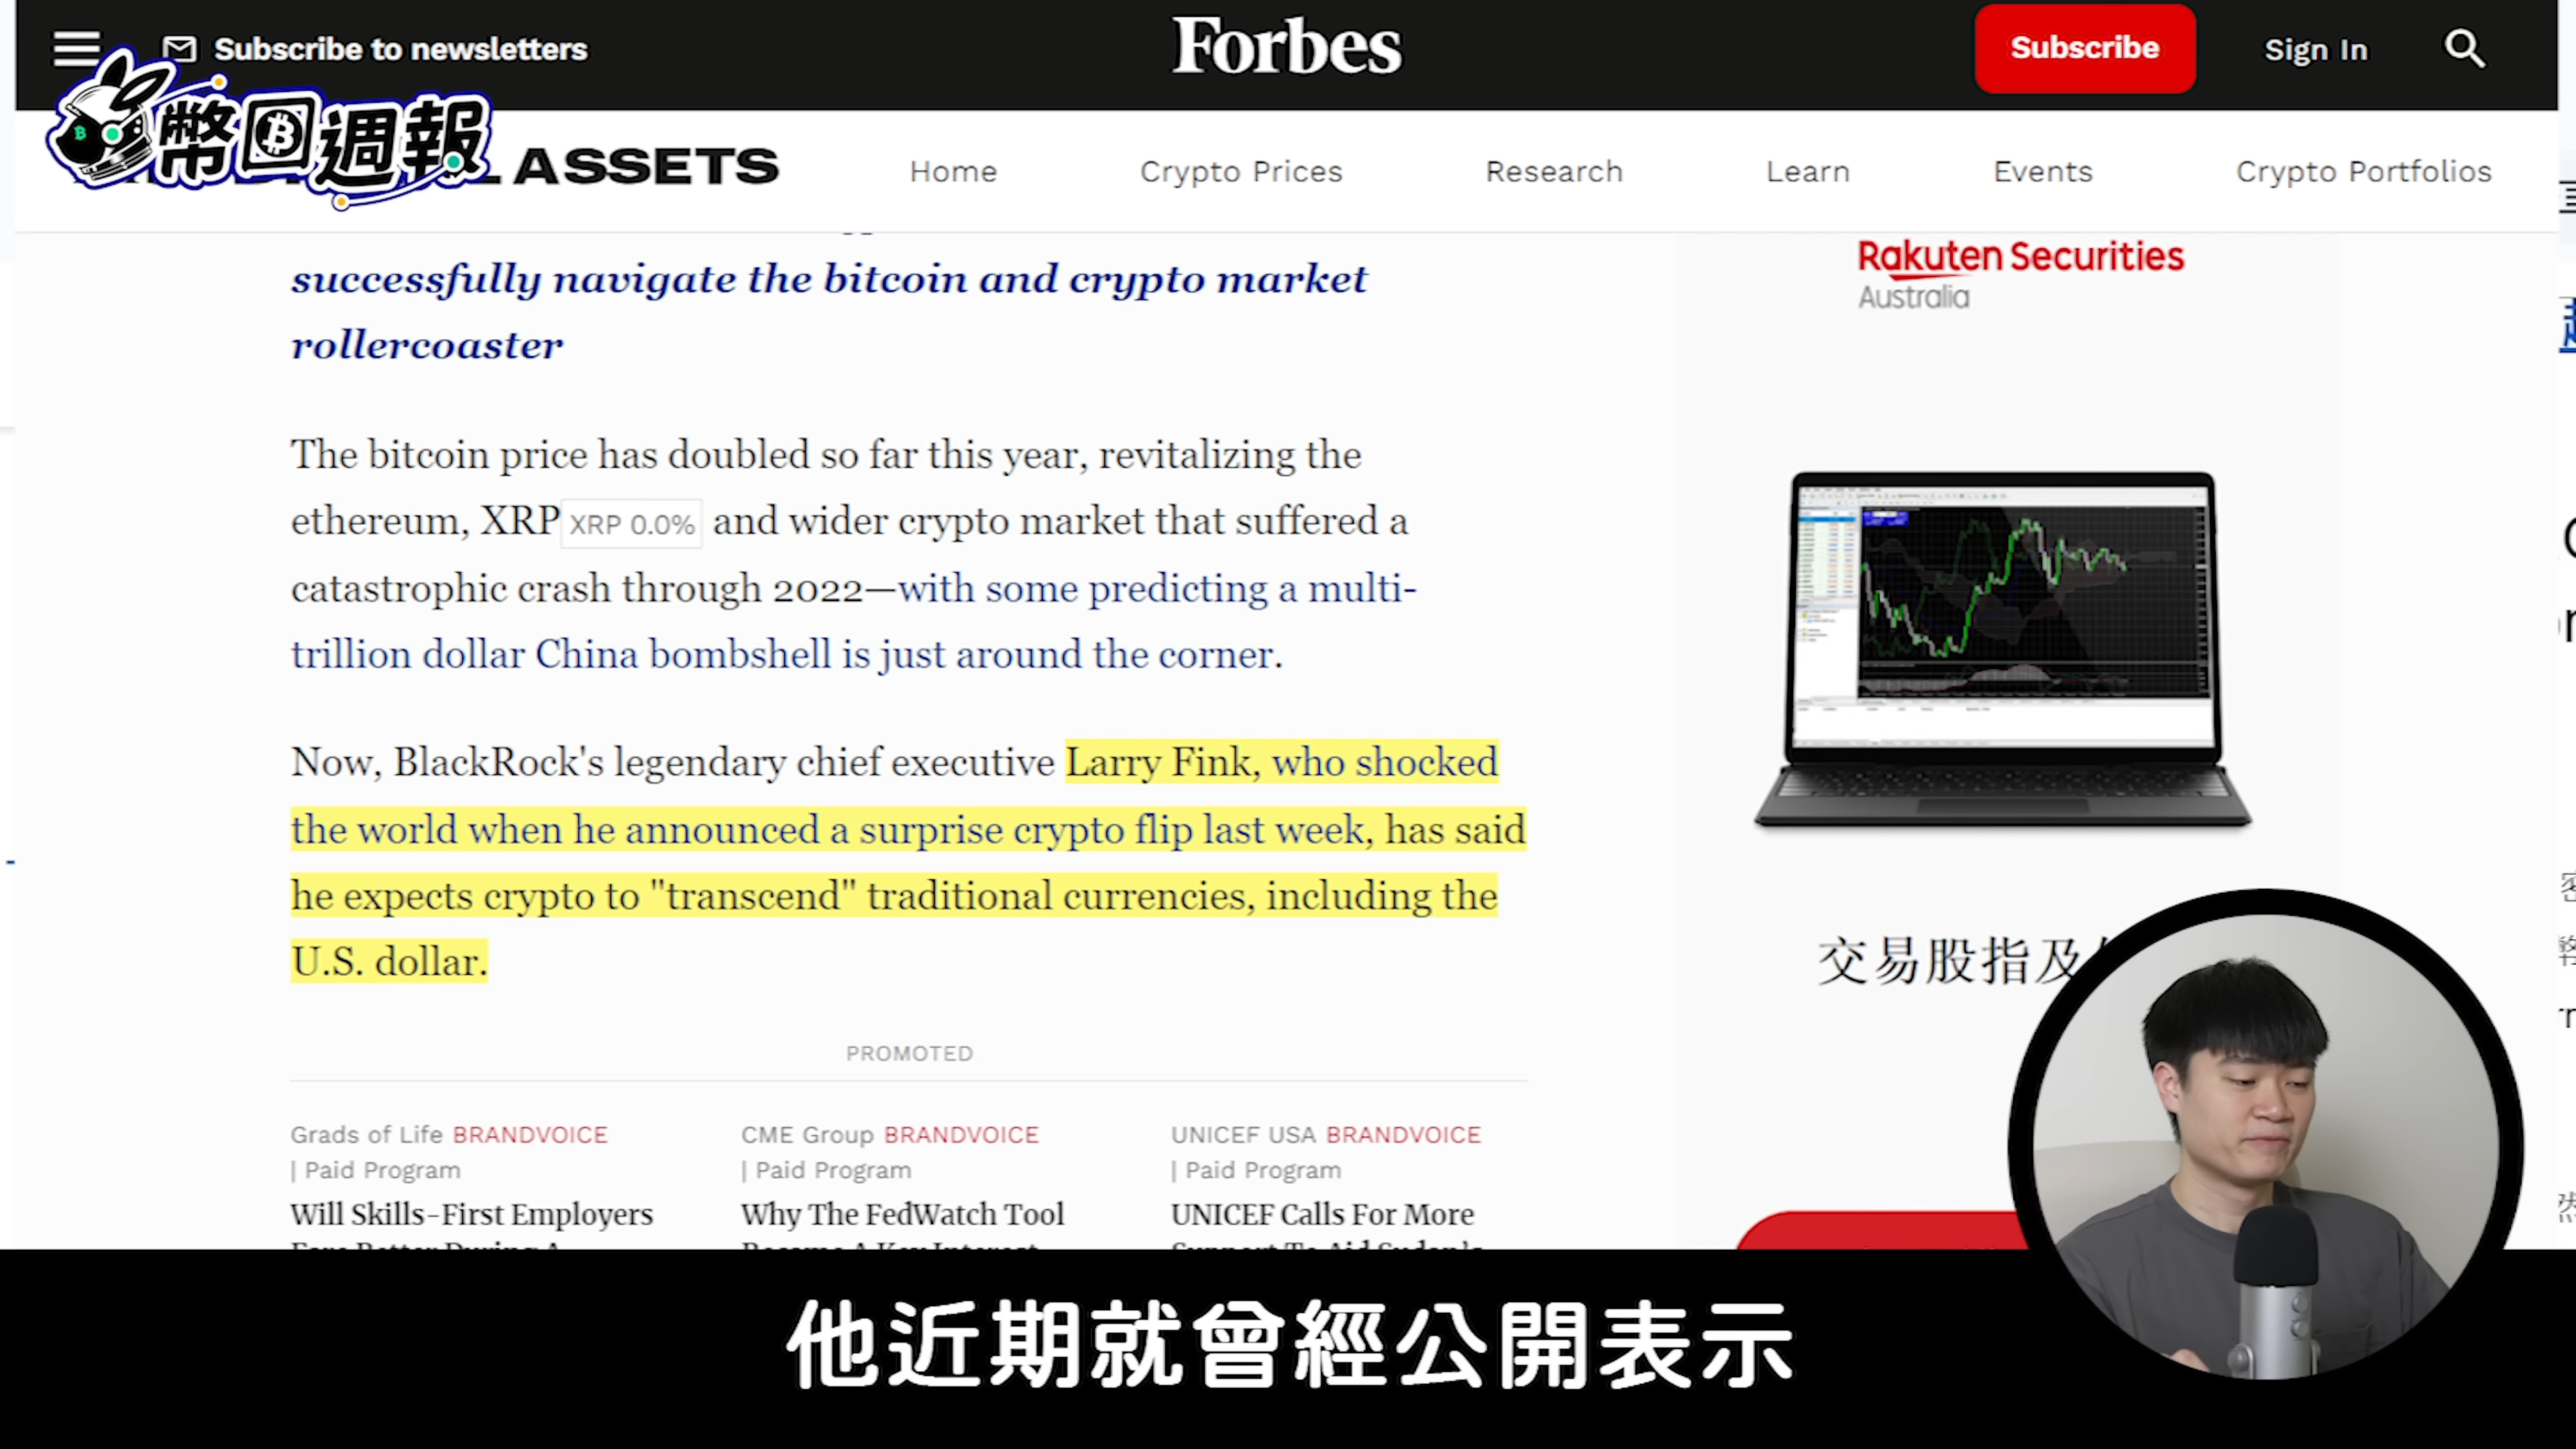 Subscribe to newsletters
Forbes
Subscribe
Sign In
幣回週報
ASSETS
Home
Crypto Prices
Research
Learn
Events
Crypto Portfolios
successfully navigate the bitcoin and crypto market
rollercoaster
The bitcoin price has doubled so far this year, revitalizing the
ethereum, XRP XRP 0.0% and wider crypto market that suffered a
catastrophic crash through 2022—with some predicting a multi-
trillion dollar China bombshell is just around the corner.
Now, BlackRock's legendary chief executive Larry Fink, who shocked
the world when he announced a surprise crypto flip last week, has said
he expects crypto to "transcend" traditional currencies, including the
U.S. dollar.
Rakuten Securities
Australia
交易股指及
PROMOTED
Grads of Life BRANDVOICE
| Paid Program
Will Skills-First Employers
CME Group BRANDVOICE
| Paid Program
Why The FedWatch Tool
UNICEF USA BRANDVOICE
| Paid Program
UNICEF Calls For More
他近期就曾經公開表示